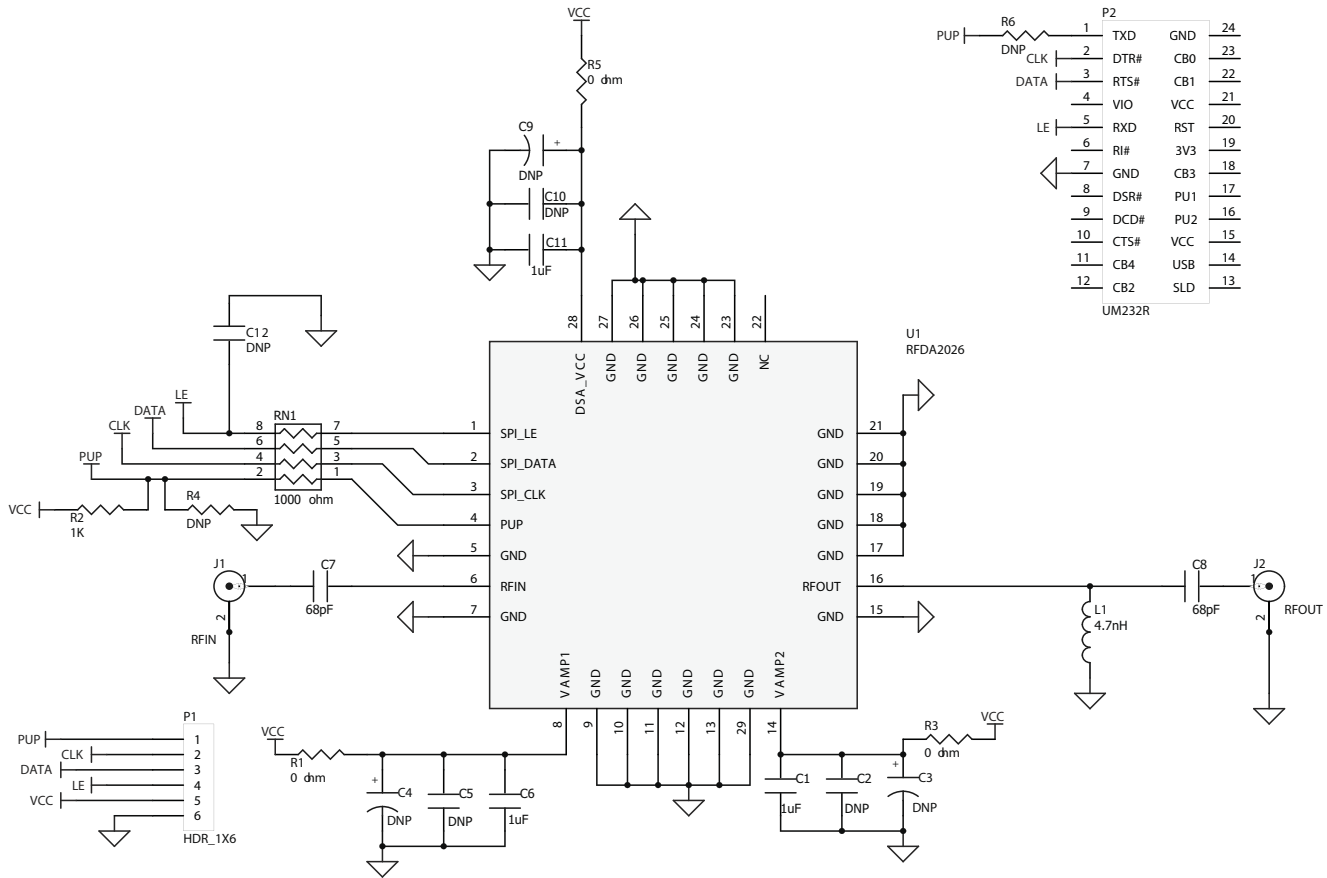 VCC
R5
0 ohm
C9
+
DNP
C10
DNP
C11
1uF
P2
PUP
R6
DNP
CLK
DATA
LE
1 TXD GND 24
2 DTR# CB0 23
3 RTS# CB1 22
4 VIO VCC 21
5 RXD RST 20
6 RI# 3V3 19
7 GND CB3 18
8 DSR# PU1 17
9 DCD# PU2 16
10 CTS# VCC 15
11 CB4 USB 14
12 CB2 SLD 13
UM232R
C12
DNP
LE
DATA
CLK
PUP
RN1
8 7
6 5
4 3
2 1
1000 ohm
VCC
R2
1K
R4
DNP
U1
RFDA2026
28 27 26 25 24 23 22
DSA_VCC GND GND GND GND GND NC
1 SPI_LE GND 21
2 SPI_DATA GND 20
3 SPI_CLK GND 19
4 PUP GND 18
5 GND GND 17
6 RFIN RFOUT 16
7 GND GND 15
VAMP1 GND GND GND GND GND GND VAMP2
8 9 10 11 12 13 29 14
J1
1
2
RFIN
C7
68pF
L1
4.7nH
C8
68pF
J2
1
2
RFOUT
P1
PUP 1
CLK 2
DATA 3
LE 4
VCC 5
6
HDR_1X6
VCC
R1
0 ohm
+
C4
DNP
C5
DNP
C6
1uF
C1
1uF
C2
DNP
+
C3
DNP
R3
0 ohm
VCC